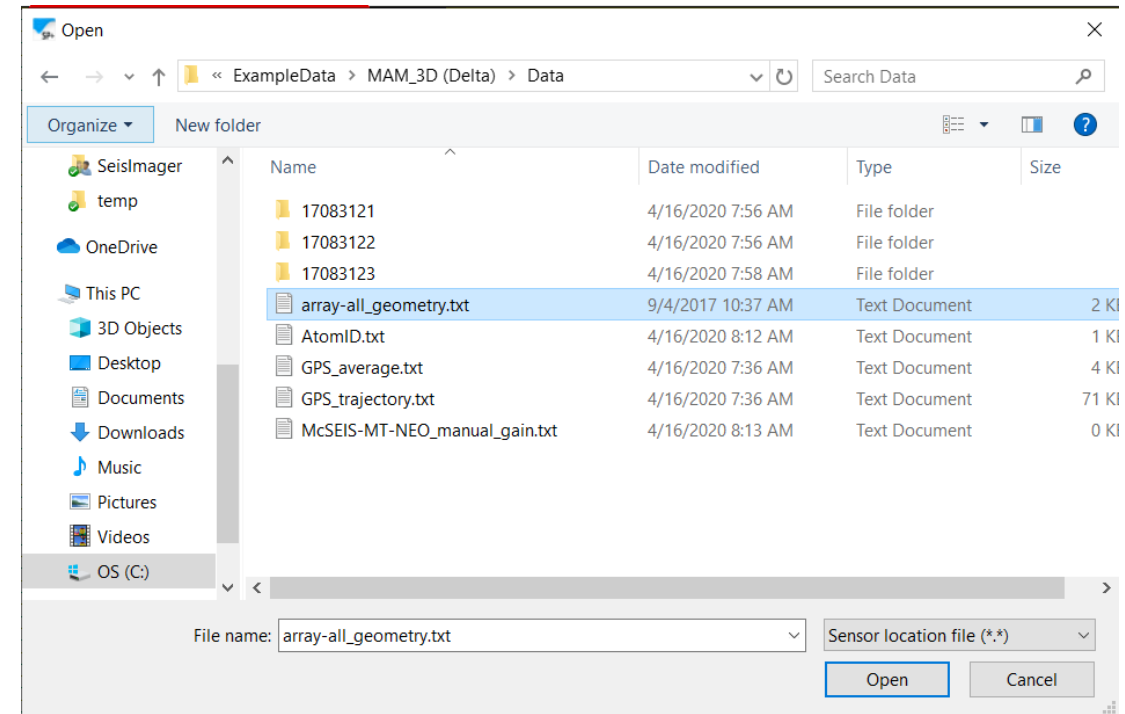 Open
« ExampleData > MAM_3D (Delta) > Data
Search Data
Organize New folder
SeisImager
temp
OneDrive
This PC
3D Objects
Desktop
Documents
Downloads
Music
Pictures
Videos
OS (C:)
Name Date modified Type Size
17083121 4/16/2020 7:56 AM File folder
17083122 4/16/2020 7:56 AM File folder
17083123 4/16/2020 7:58 AM File folder
array-all_geometry.txt 9/4/2017 10:37 AM Text Document 2 K
AtomID.txt 4/16/2020 8:12 AM Text Document 1 K
GPS_average.txt 4/16/2020 7:36 AM Text Document 4 K
GPS_trajectory.txt 4/16/2020 7:36 AM Text Document 71 K
McSEIS-MT-NEO_manual_gain.txt 4/16/2020 8:13 AM Text Document 0 K
File name: array-all_geometry.txt Sensor location file (*.*)
Open Cancel